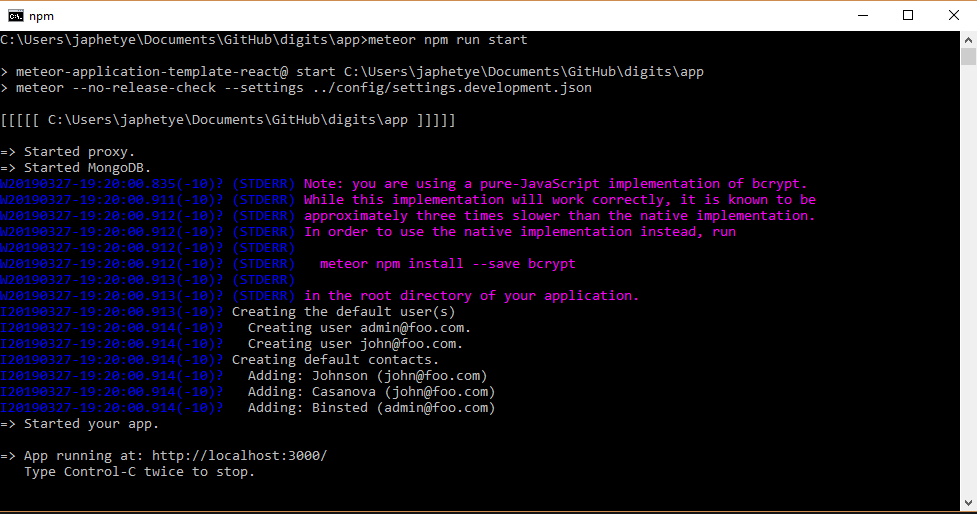 npm
C:\Users\japhetye\Documents\GitHub\digits\app>meteor npm run start
> meteor-application-template-react@ start C:\Users\japhetye\Documents\GitHub\digits\app
> meteor --no-release-check --settings ../config/settings.development.json
[[[[[ C:\Users\japhetye\Documents\GitHub\digits\app ]]]]]
=> Started proxy.
=> Started MongoDB.
W20190327-19:20:00.835(-10)? (STDERR) Note: you are using a pure-JavaScript implementation of bcrypt.
W20190327-19:20:00.911(-10)? (STDERR) While this implementation will work correctly, it is known to be
W20190327-19:20:00.912(-10)? (STDERR) approximately three times slower than the native implementation.
W20190327-19:20:00.912(-10)? (STDERR) In order to use the native implementation instead, run
W20190327-19:20:00.912(-10)? (STDERR)
W20190327-19:20:00.912(-10)? (STDERR)   meteor npm install --save bcrypt
W20190327-19:20:00.913(-10)? (STDERR)
W20190327-19:20:00.913(-10)? (STDERR) in the root directory of your application.
I20190327-19:20:00.913(-10)? Creating the default user(s)
I20190327-19:20:00.914(-10)?   Creating user admin@foo.com.
I20190327-19:20:00.914(-10)?   Creating user john@foo.com.
I20190327-19:20:00.914(-10)? Creating default contacts.
I20190327-19:20:00.914(-10)?   Adding: Johnson (john@foo.com)
I20190327-19:20:00.914(-10)?   Adding: Casanova (john@foo.com)
I20190327-19:20:00.914(-10)?   Adding: Binsted (admin@foo.com)
=> Started your app.
=> App running at: http://localhost:3000/
   Type Control-C twice to stop.